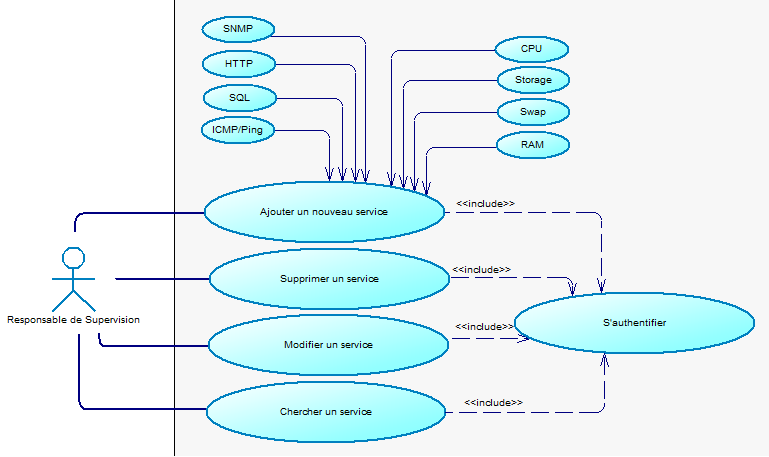 SNMP
HTTP
SQL
ICMP/Ping
CPU
Storage
Swap
RAM
Ajouter un nouveau service
<<include>>
Supprimer un service
<<include>>
Responsable de Supervision
Modifier un service
<<include>>
S'authentifier
Chercher un service
<<include>>